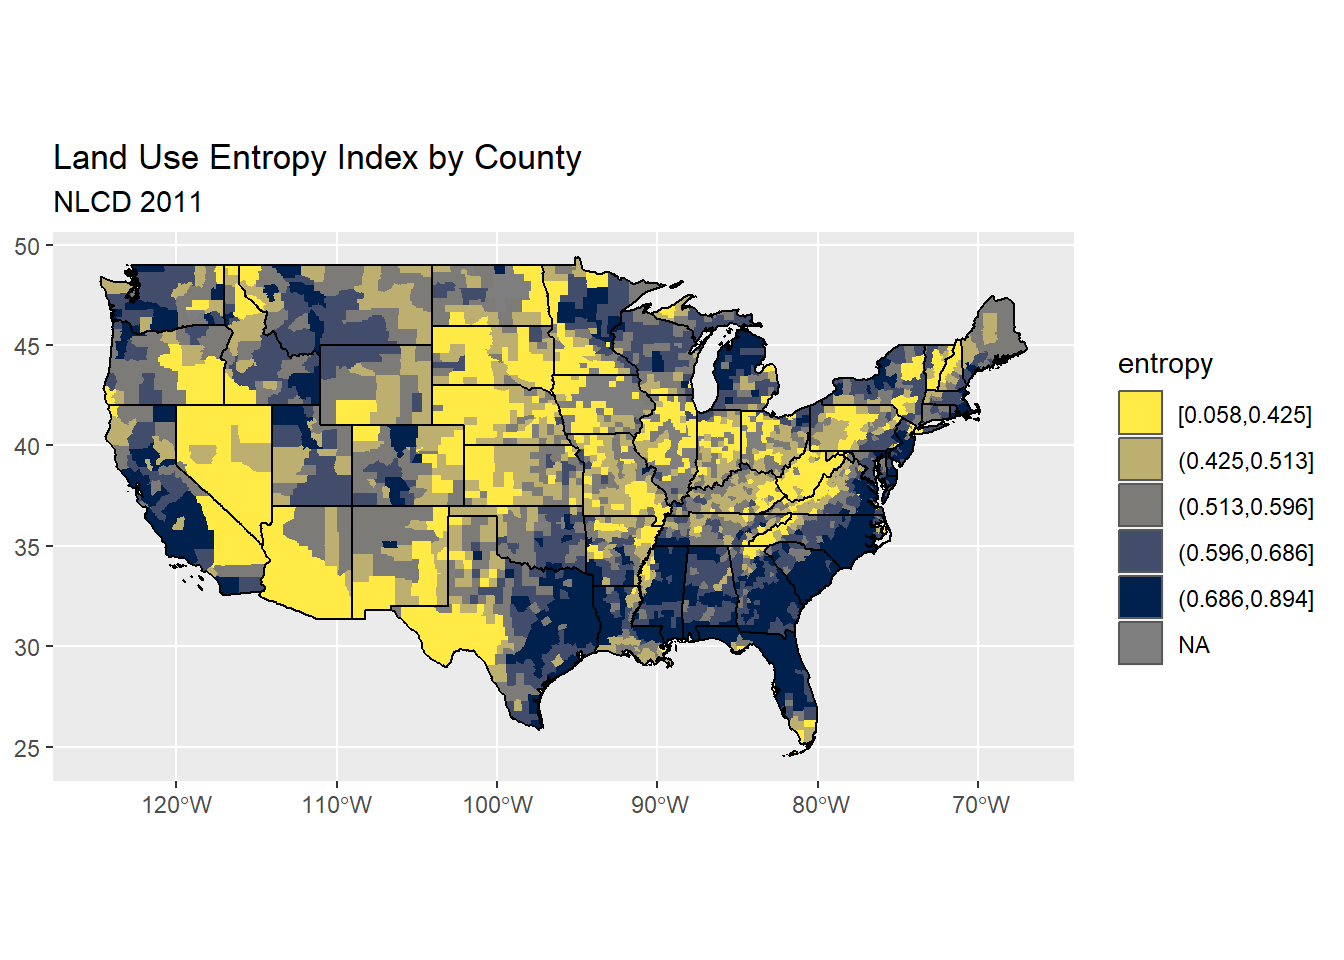 Land Use Entropy Index by County
NLCD 2011
50
45
40
35
30
25
120°W 110°W 100°W 90°W 80°W 70°W
entropy
[0.058,0.425]
(0.425,0.513]
(0.513,0.596]
(0.596,0.686]
(0.686,0.894]
NA